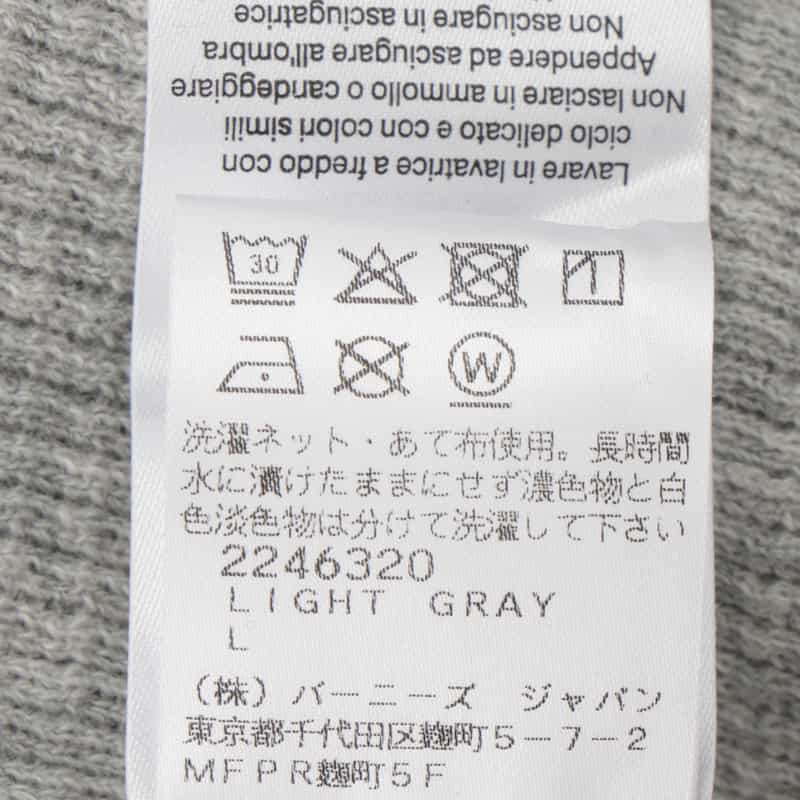 Lavare in lavatrice a freddo con
ciclo delicato e con colori simili
Non lasciare in ammollo o candeggiare
Appendere ad asciugare all'ombra
Non asciugare in asciugatrice
30
W
洗濯ネット・あて布使用。長時間
水に漬けたままにせず濃色物と白
色淡色物は分けて洗濯して下さい
2246320
LIGHT GRAY
L
(株)バーニーズ ジャパン
東京都千代田区麹町5-7-2
MFPR麹町5F